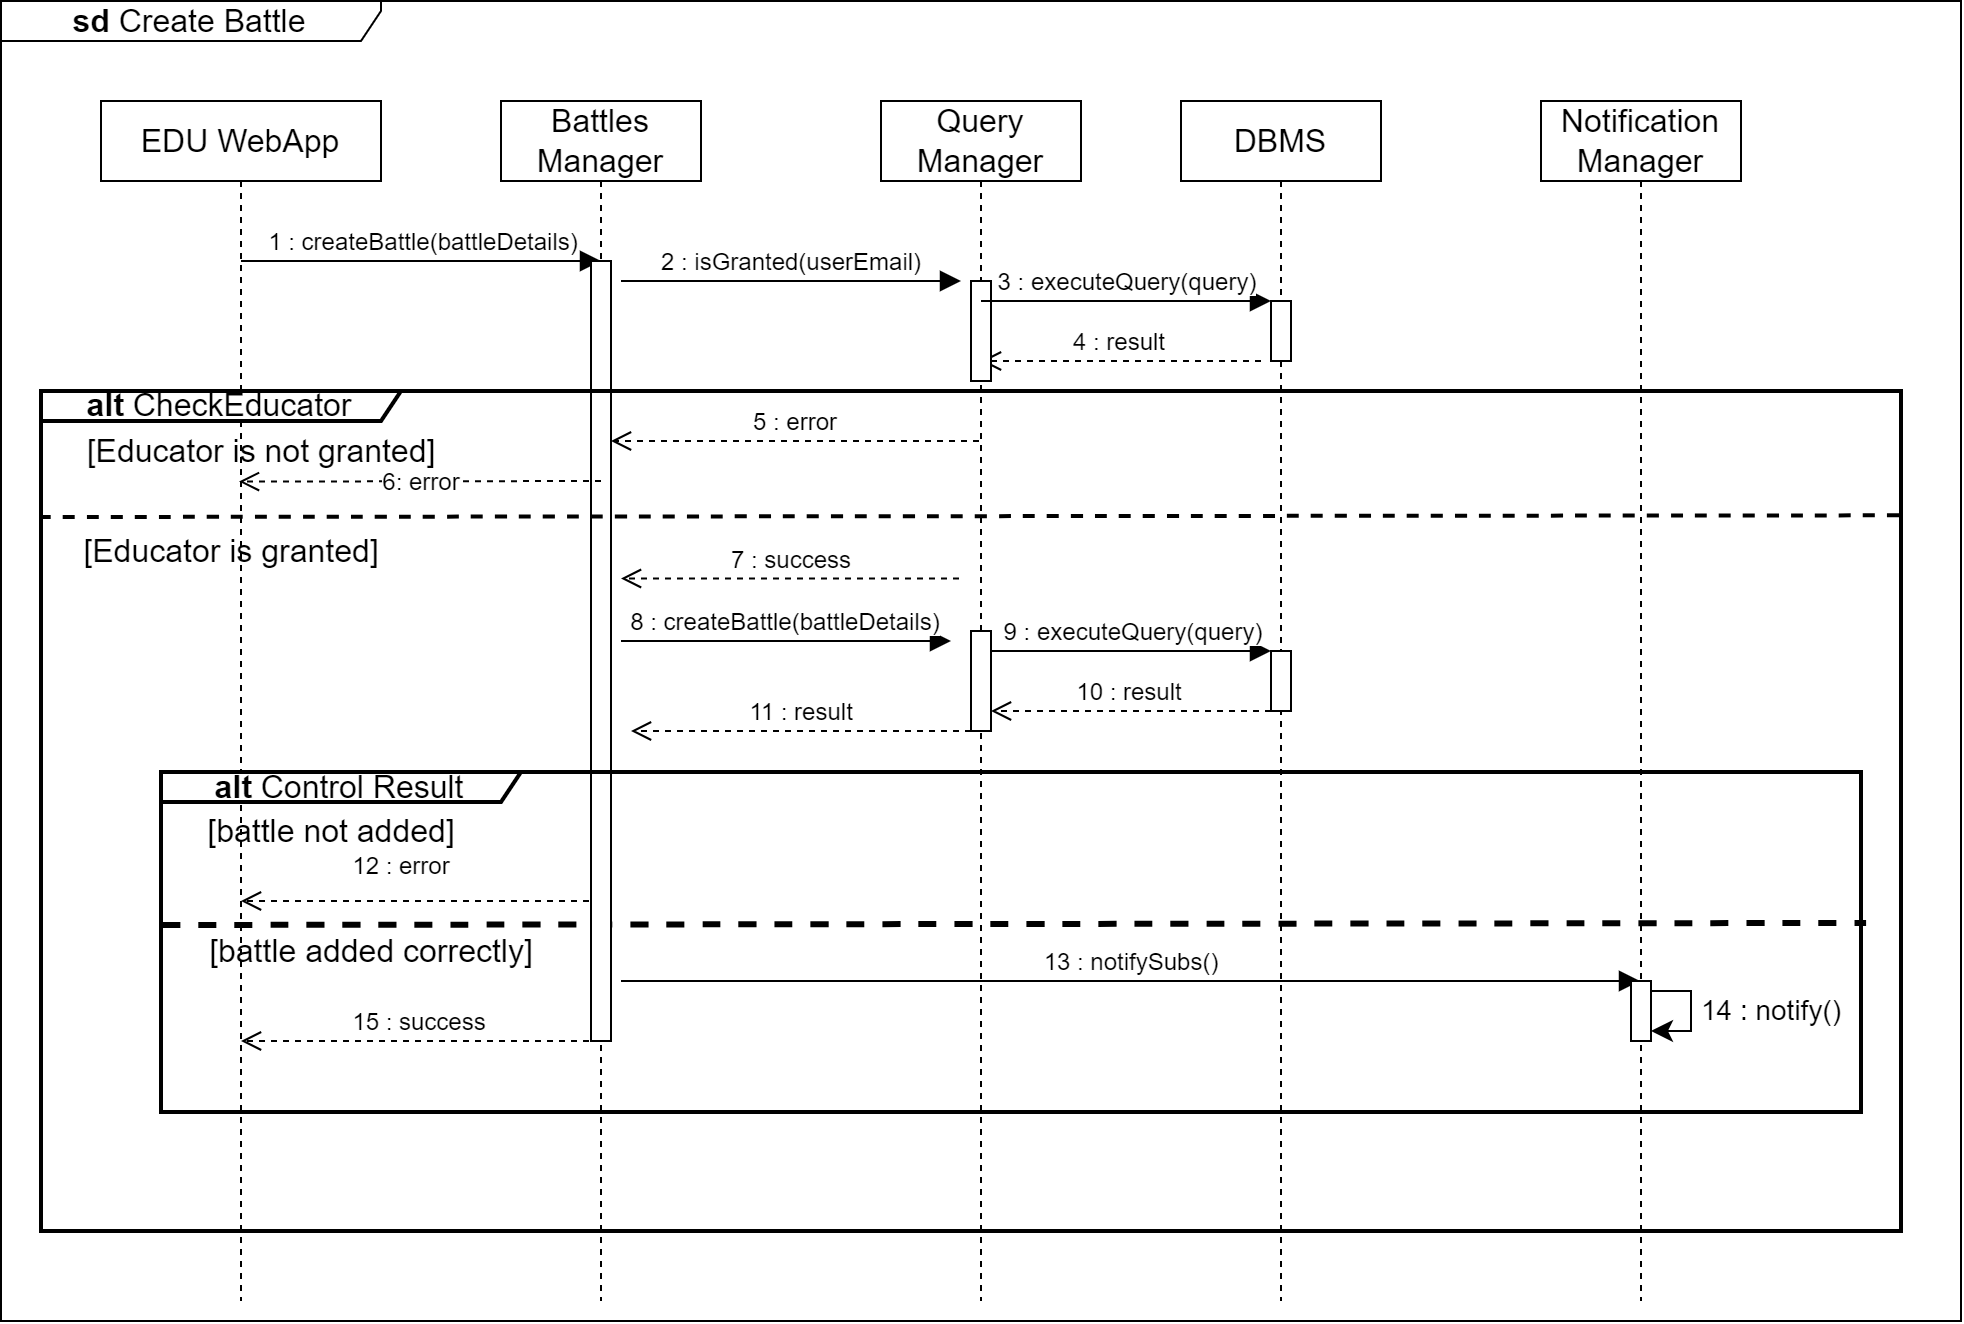 sd Create Battle
EDU WebApp
Battles
Manager
Query
Manager
DBMS
Notification
Manager
1 : createBattle(battleDetails)
2 : isGranted(userEmail)
3 : executeQuery(query)
4 : result
alt CheckEducator
5 : error
[Educator is not granted]
6: error
[Educator is granted]
7 : success
8 : createBattle(battleDetails)
9 : executeQuery(query)
10 : result
11 : result
alt Control Result
[battle not added]
12 : error
[battle added correctly]
13 : notifySubs()
14 : notify()
15 : success